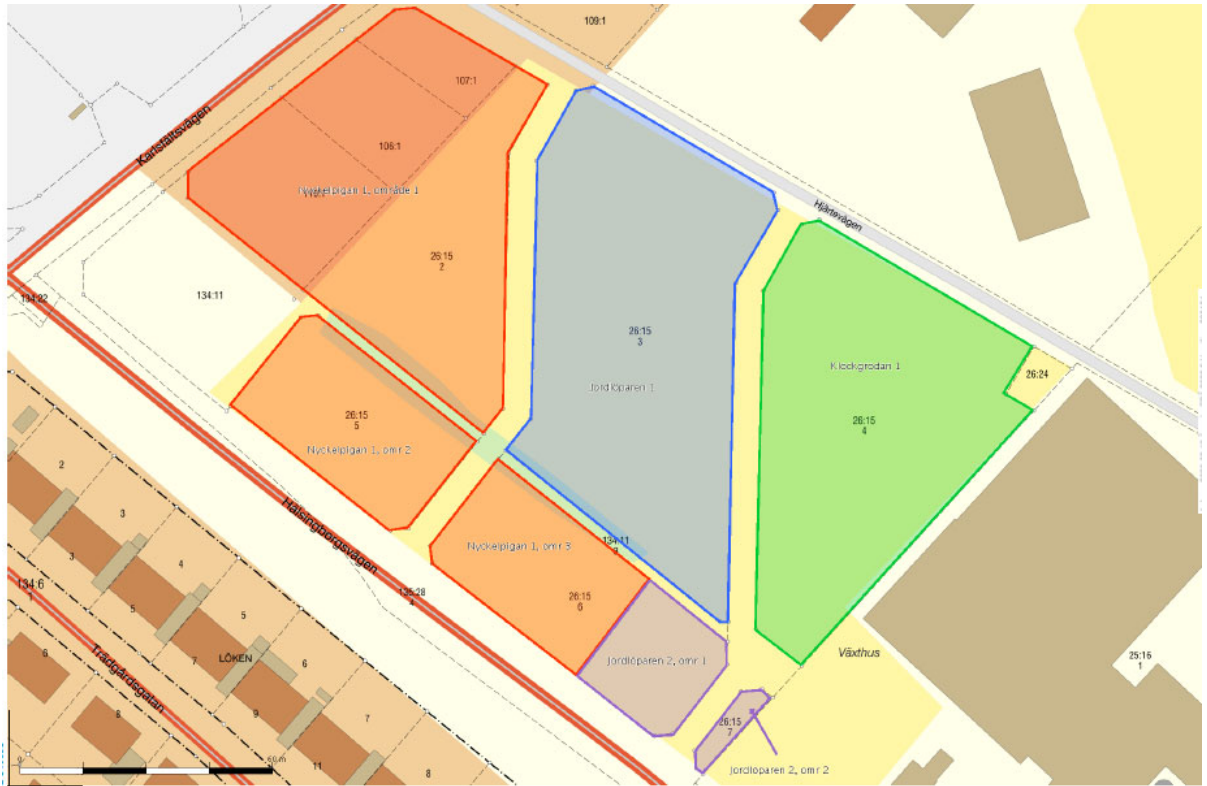 109:1
107:1
106:1
Karlsfältsvägen
Nyckelpigan 1, område 1
Hjärtevägen
26:15
2
134:11
134:22
26:15
3
Jordlöparen 1
Klockgrodan 1
26:24
26:15
4
26:15
5
Nyckelpigan 1, omr 2
Nyckelpigan 1, omr 3
134:11
26:15
6
Hälsingborgsvägen
135:28
4
2
3
3
4
5
5
134:6
1
LÖKEN
6
7
6
7
9
8
11
8
Trädgårdsgatan
Jordlöparen 2, omr 1
Växthus
25:16
1
26:15
7
Jordlöparen 2, omr 2
0
60 m